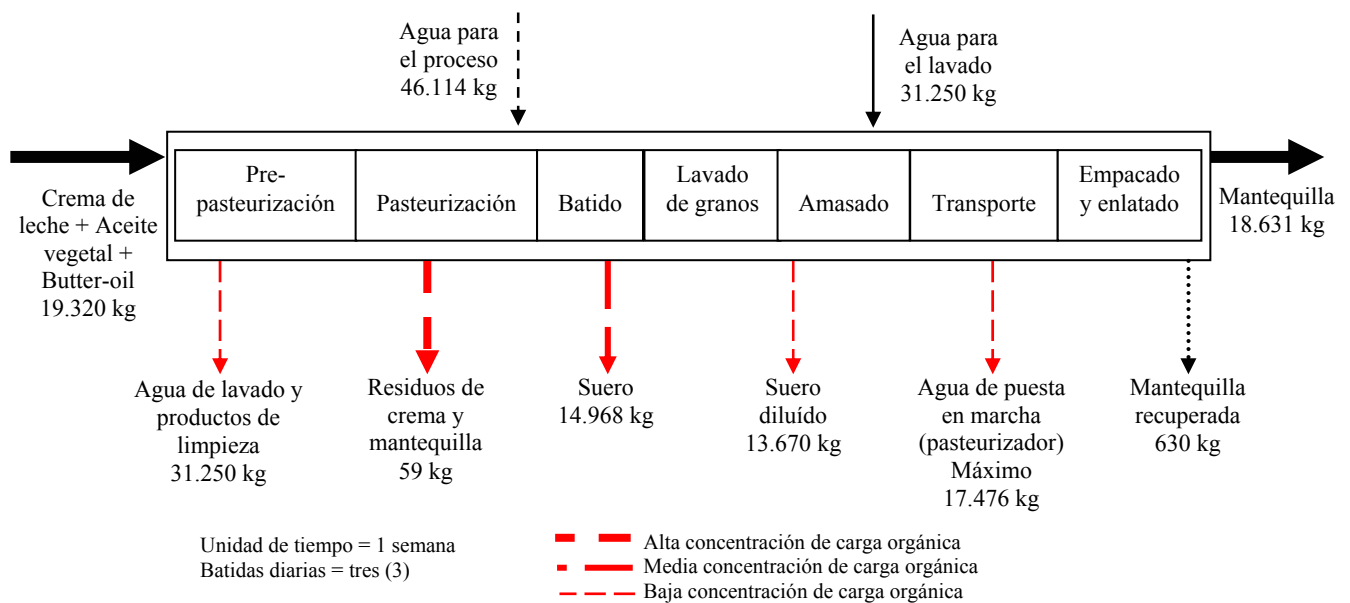 Agua para
el proceso
46.114 kg
Agua para
el lavado
31.250 kg
Crema de
leche + Aceite
vegetal +
Butter-oil
19.320 kg
Pre-
pasteurización
Pasteurización
Batido
Lavado
de granos
Amasado
Transporte
Empacado
y enlatado
Mantequilla
18.631 kg
Agua de lavado y
productos de
limpieza
31.250 kg
Residuos de
crema y
mantequilla
59 kg
Suero
14.968 kg
Suero
diluído
13.670 kg
Agua de puesta
en marcha
(pasteurizador)
Máximo
17.476 kg
Mantequilla
recuperada
630 kg
Unidad de tiempo = 1 semana
Batidas diarias = tres (3)
Alta concentración de carga orgánica
Media concentración de carga orgánica
Baja concentración de carga orgánica